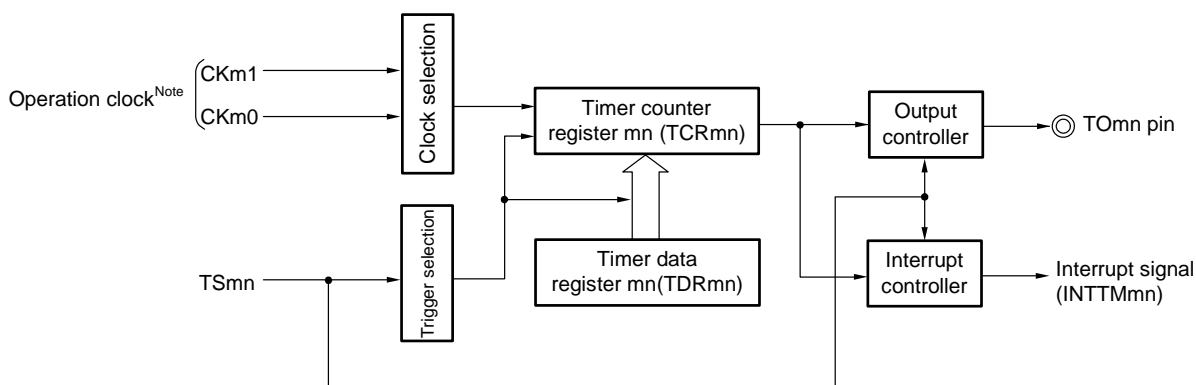 Operation clock Note
CKm1
CKm0
Clock selection
Timer counter
register mn (TCRmn)
Output
controller
TOmn pin
TSmn
Trigger selection
Timer data
register mn(TDRmn)
Interrupt
controller
Interrupt signal
(INTTMmn)